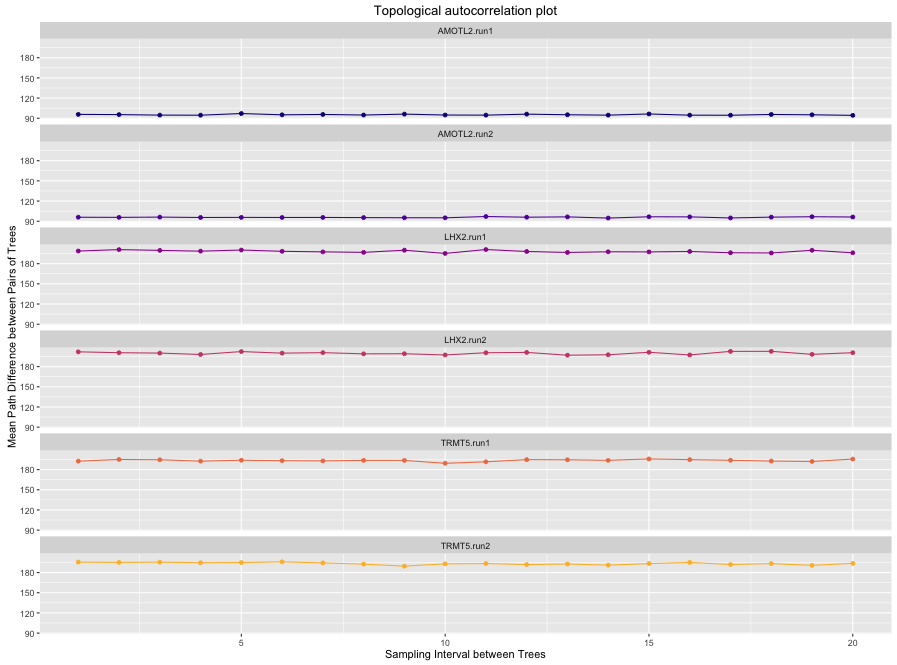 Topological autocorrelation plot
Mean Path Difference between Pairs of Trees
AMOTL2.run1
180
150
120
90
AMOTL2.run2
180
150
120
90
LHX2.run1
180
150
120
90
LHX2.run2
180
150
120
90
TRMT5.run1
180
150
120
90
TRMT5.run2
180
150
120
90
5 10 15 20
Sampling Interval between Trees